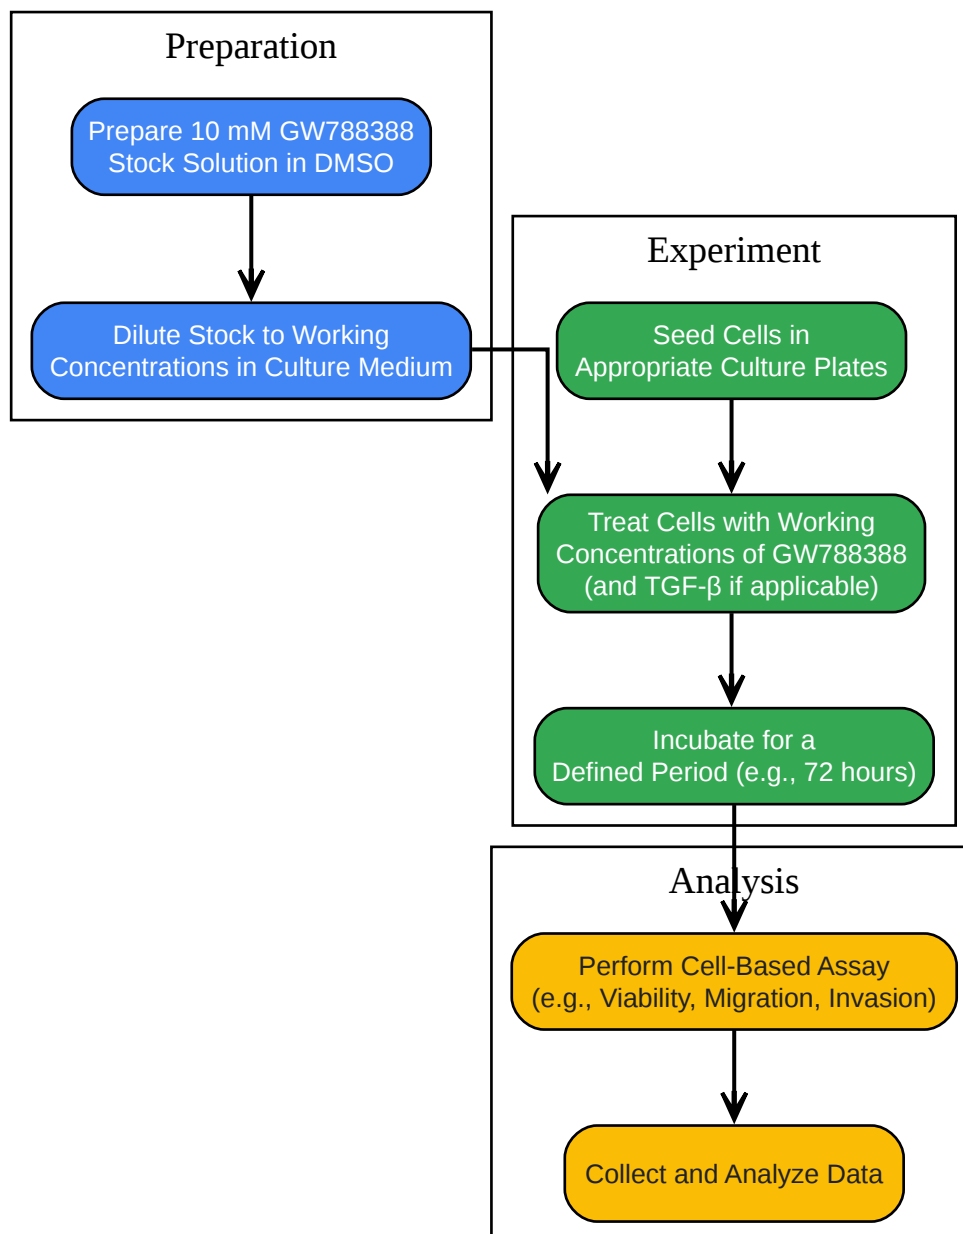 Preparation
Prepare 10 mM GW788388
Stock Solution in DMSO
Dilute Stock to Working
Concentrations in Culture Medium
Experiment
Seed Cells in
Appropriate Culture Plates
Treat Cells with Working
Concentrations of GW788388
(and TGF-β if applicable)
Incubate for a
Defined Period (e.g., 72 hours)
Analysis
Perform Cell-Based Assay
(e.g., Viability, Migration, Invasion)
Collect and Analyze Data